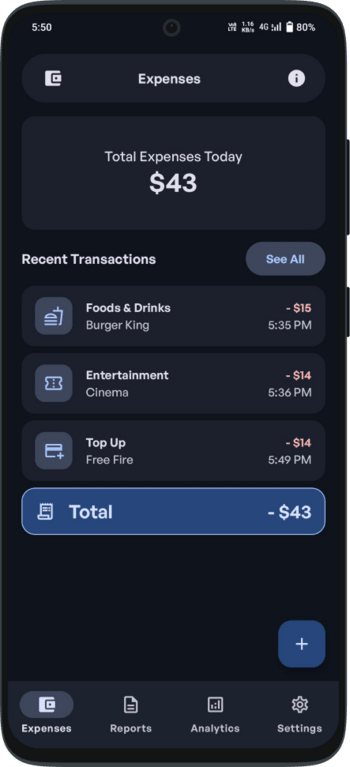 5:50
VoD LTE 1.16 KB/s 4G 80%
Expenses
Total Expenses Today
$43
Recent Transactions
See All
Foods & Drinks
- $15
Burger King
5:35 PM
Entertainment
- $14
Cinema
5:36 PM
Top Up
- $14
Free Fire
5:49 PM
Total
- $43
+
Expenses
Reports
Analytics
Settings